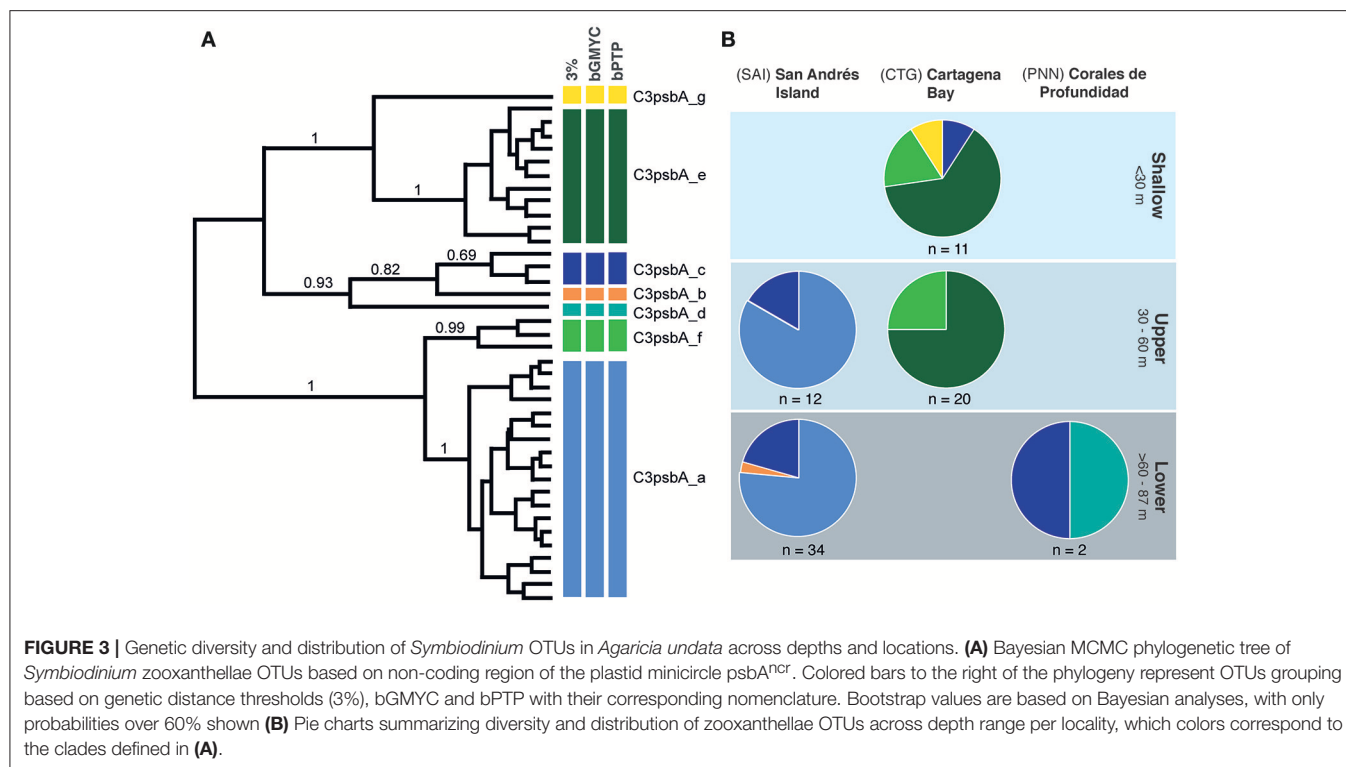 A
3%
bGMYC
bPTP
C3psbA_g
C3psbA_e
C3psbA_c
C3psbA_b
C3psbA_d
C3psbA_f
C3psbA_a
1
1
0.69
0.82
0.93
0.99
1
1
B
(SAI) San Andrés
Island
(CTG) Cartagena
Bay
(PNN) Corales de
Profundidad
Shallow
<30 m
n = 11
Upper
30 - 60 m
n = 12
n = 20
Lower
>60 - 87 m
n = 34
n = 2
FIGURE 3 | Genetic diversity and distribution of Symbiodinium OTUs in Agaricia undata across depths and locations. (A) Bayesian MCMC phylogenetic tree of
Symbiodinium zooxanthellae OTUs based on non-coding region of the plastid minicircle psbAncr. Colored bars to the right of the phylogeny represent OTUs grouping
based on genetic distance thresholds (3%), bGMYC and bPTP with their corresponding nomenclature. Bootstrap values are based on Bayesian analyses, with only
probabilities over 60% shown (B) Pie charts summarizing diversity and distribution of zooxanthellae OTUs across depth range per locality, which colors correspond to
the clades defined in (A).